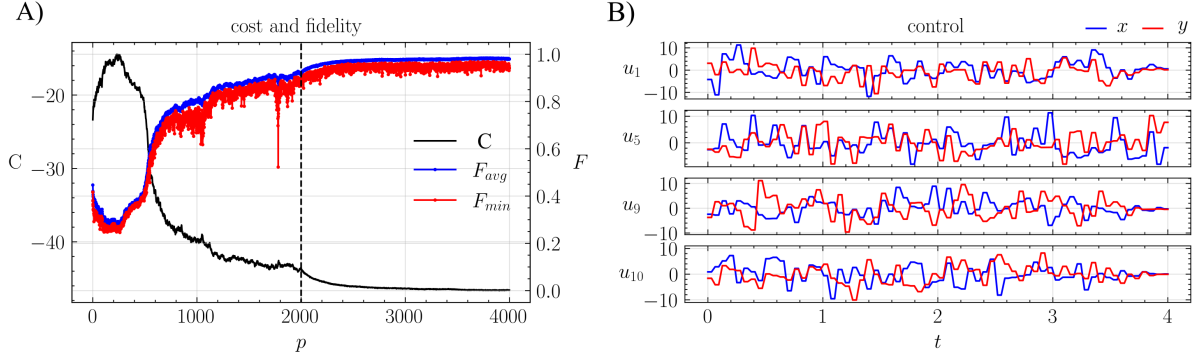 A)
cost and fidelity
−20
−30
−40
C
0
1000
2000
3000
4000
p
1.0
0.8
0.6
0.4
0.2
0.0
F
C
F_avg
F_min
B)
control
x
y
u_1
10
0
−10
u_5
10
0
u_9
10
0
−10
u_10
10
0
−10
0
1
2
3
4
t